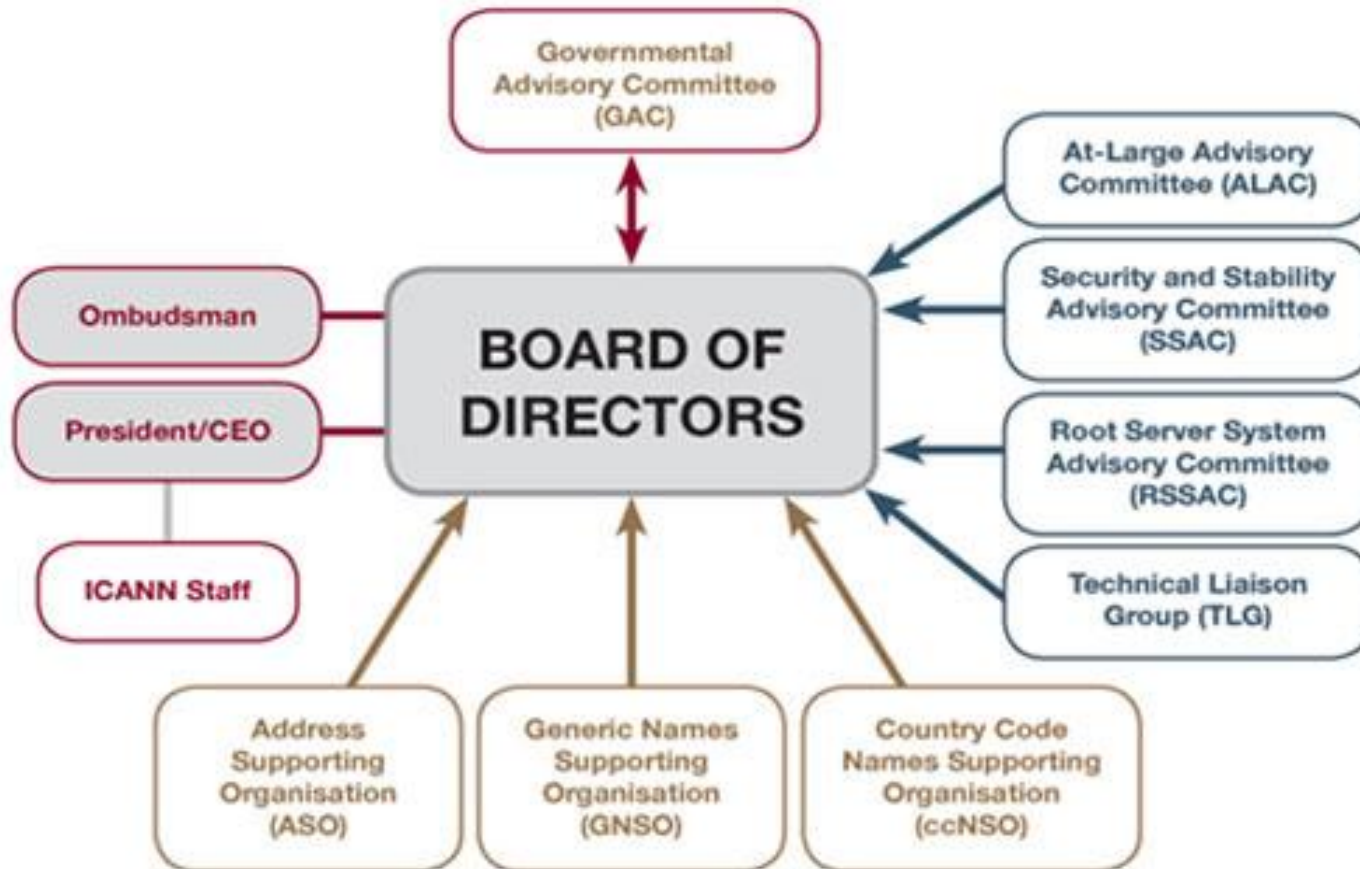 Governmental
Advisory Committee
(GAC)
At-Large Advisory
Committee (ALAC)
Security and Stability
Advisory Committee
(SSAC)
Root Server System
Advisory Committee
(RSSAC)
Technical Liaison
Group (TLG)
Ombudsman
President/CEO
ICANN Staff
BOARD OF
DIRECTORS
Address
Supporting
Organisation
(ASO)
Generic Names
Supporting
Organisation
(GNSO)
Country Code
Names Supporting
Organisation
(ccNSO)